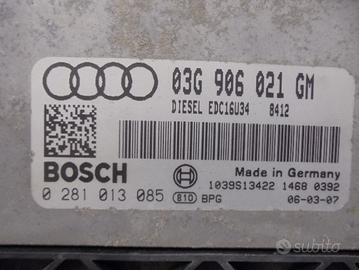 03G 906 021 GM
DIESEL EDC16U34 8412
BOSCH
Made in Germany
0 281 013 085 810 BPG
1039S13422 1468 0392
06-03-07
subito